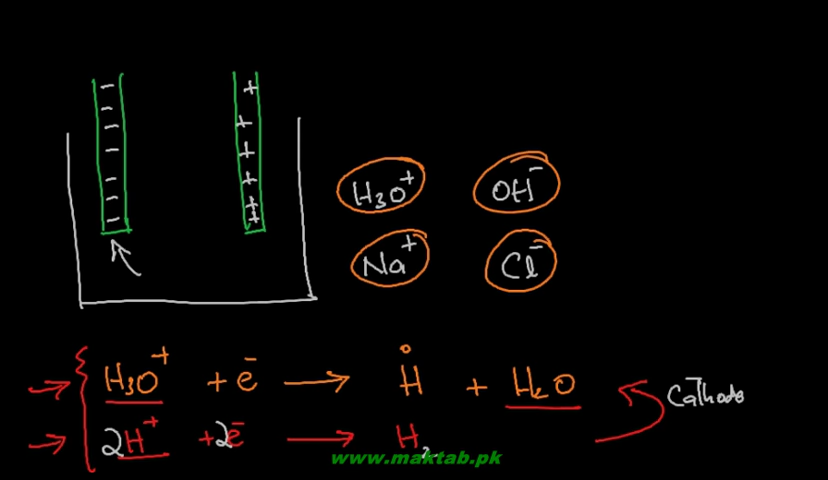 H₃O⁺ OH⁻
Na⁺ Cl⁻
H₃O⁺ + e⁻ → H° + H₂O
Cathode
2H⁺ + 2e⁻ → H₂
www.maktab.pk